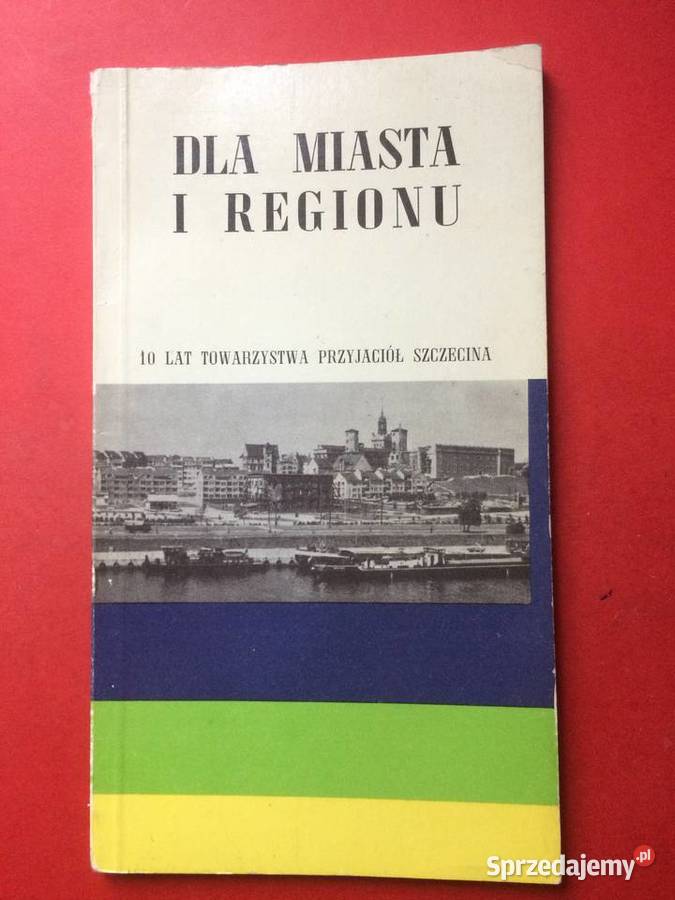 DLA MIASTA
I REGIONU
10 LAT TOWARZYSTWA PRZYJACIÓŁ SZCZECINA
Sprzedajemy.pl